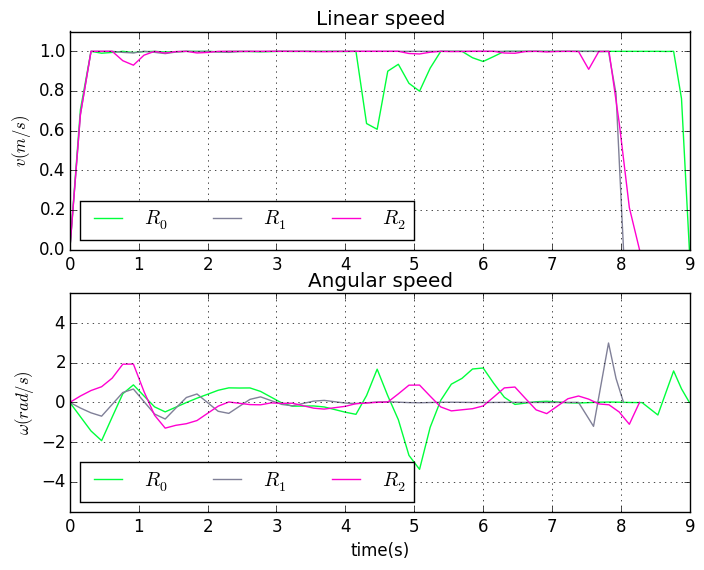 Linear speed
1.0
0.8
0.6
0.4
0.2
0.0
v(m/s)
R0 R1 R2
0 1 2 3 4 5 6 7 8 9
Angular speed
4
2
0
−2
−4
ω(rad/s)
R0 R1 R2
0 1 2 3 4 5 6 7 8 9
time(s)